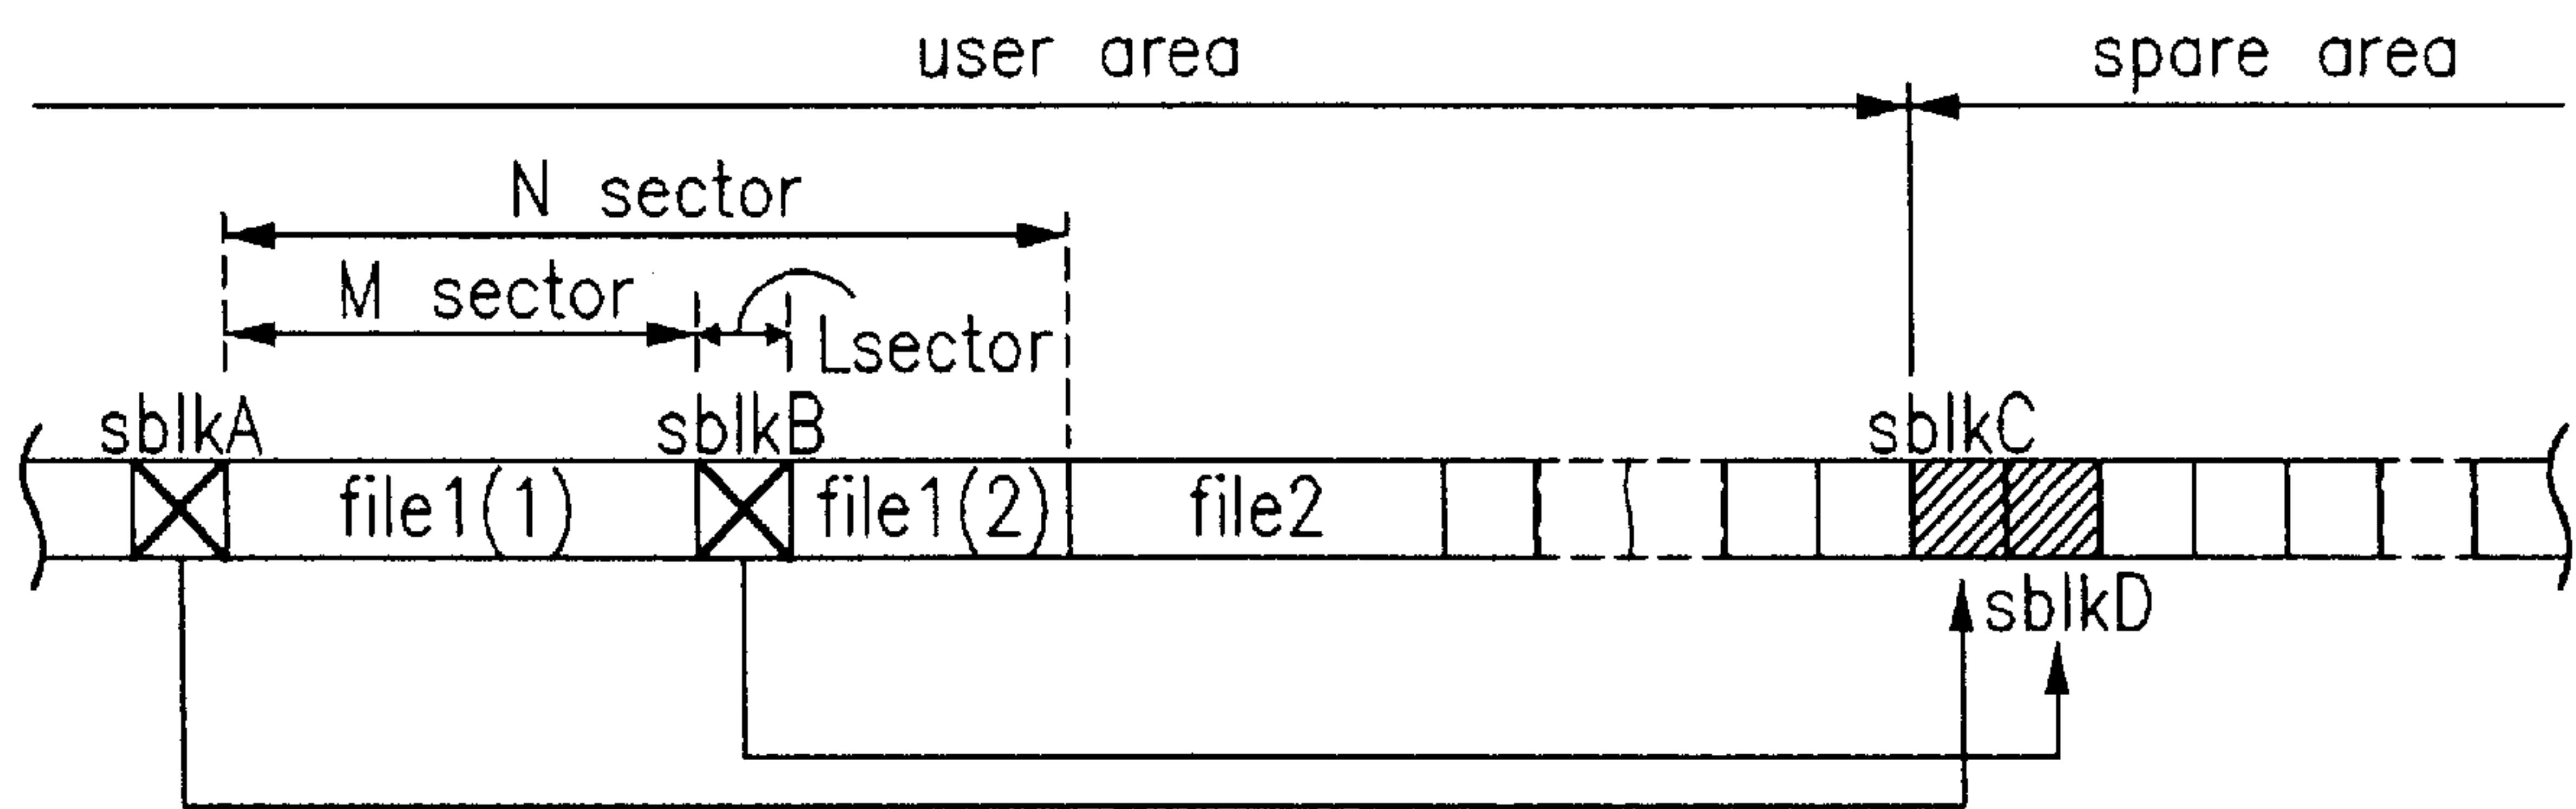 user area
spare area
N sector
M sector
Lsector
sblkA
sblkB
sblkC
file1(1)
file1(2)
file2
sblkD